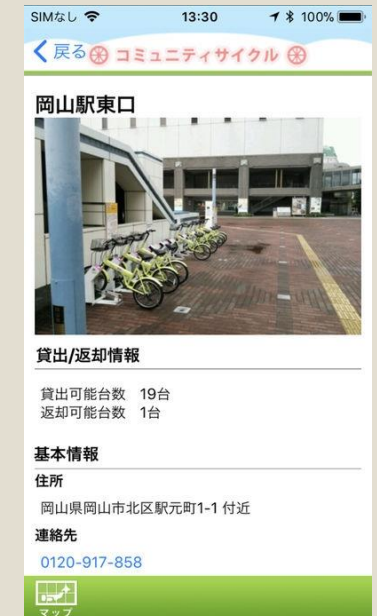 SIMなし 13:30 100%
戻る コミュニティサイクル
岡山駅東口
貸出/返却情報
貸出可能台数 19台
返却可能台数 1台
基本情報
住所
岡山県岡山市北区駅元町1-1 付近
連絡先
0120-917-858
マップ